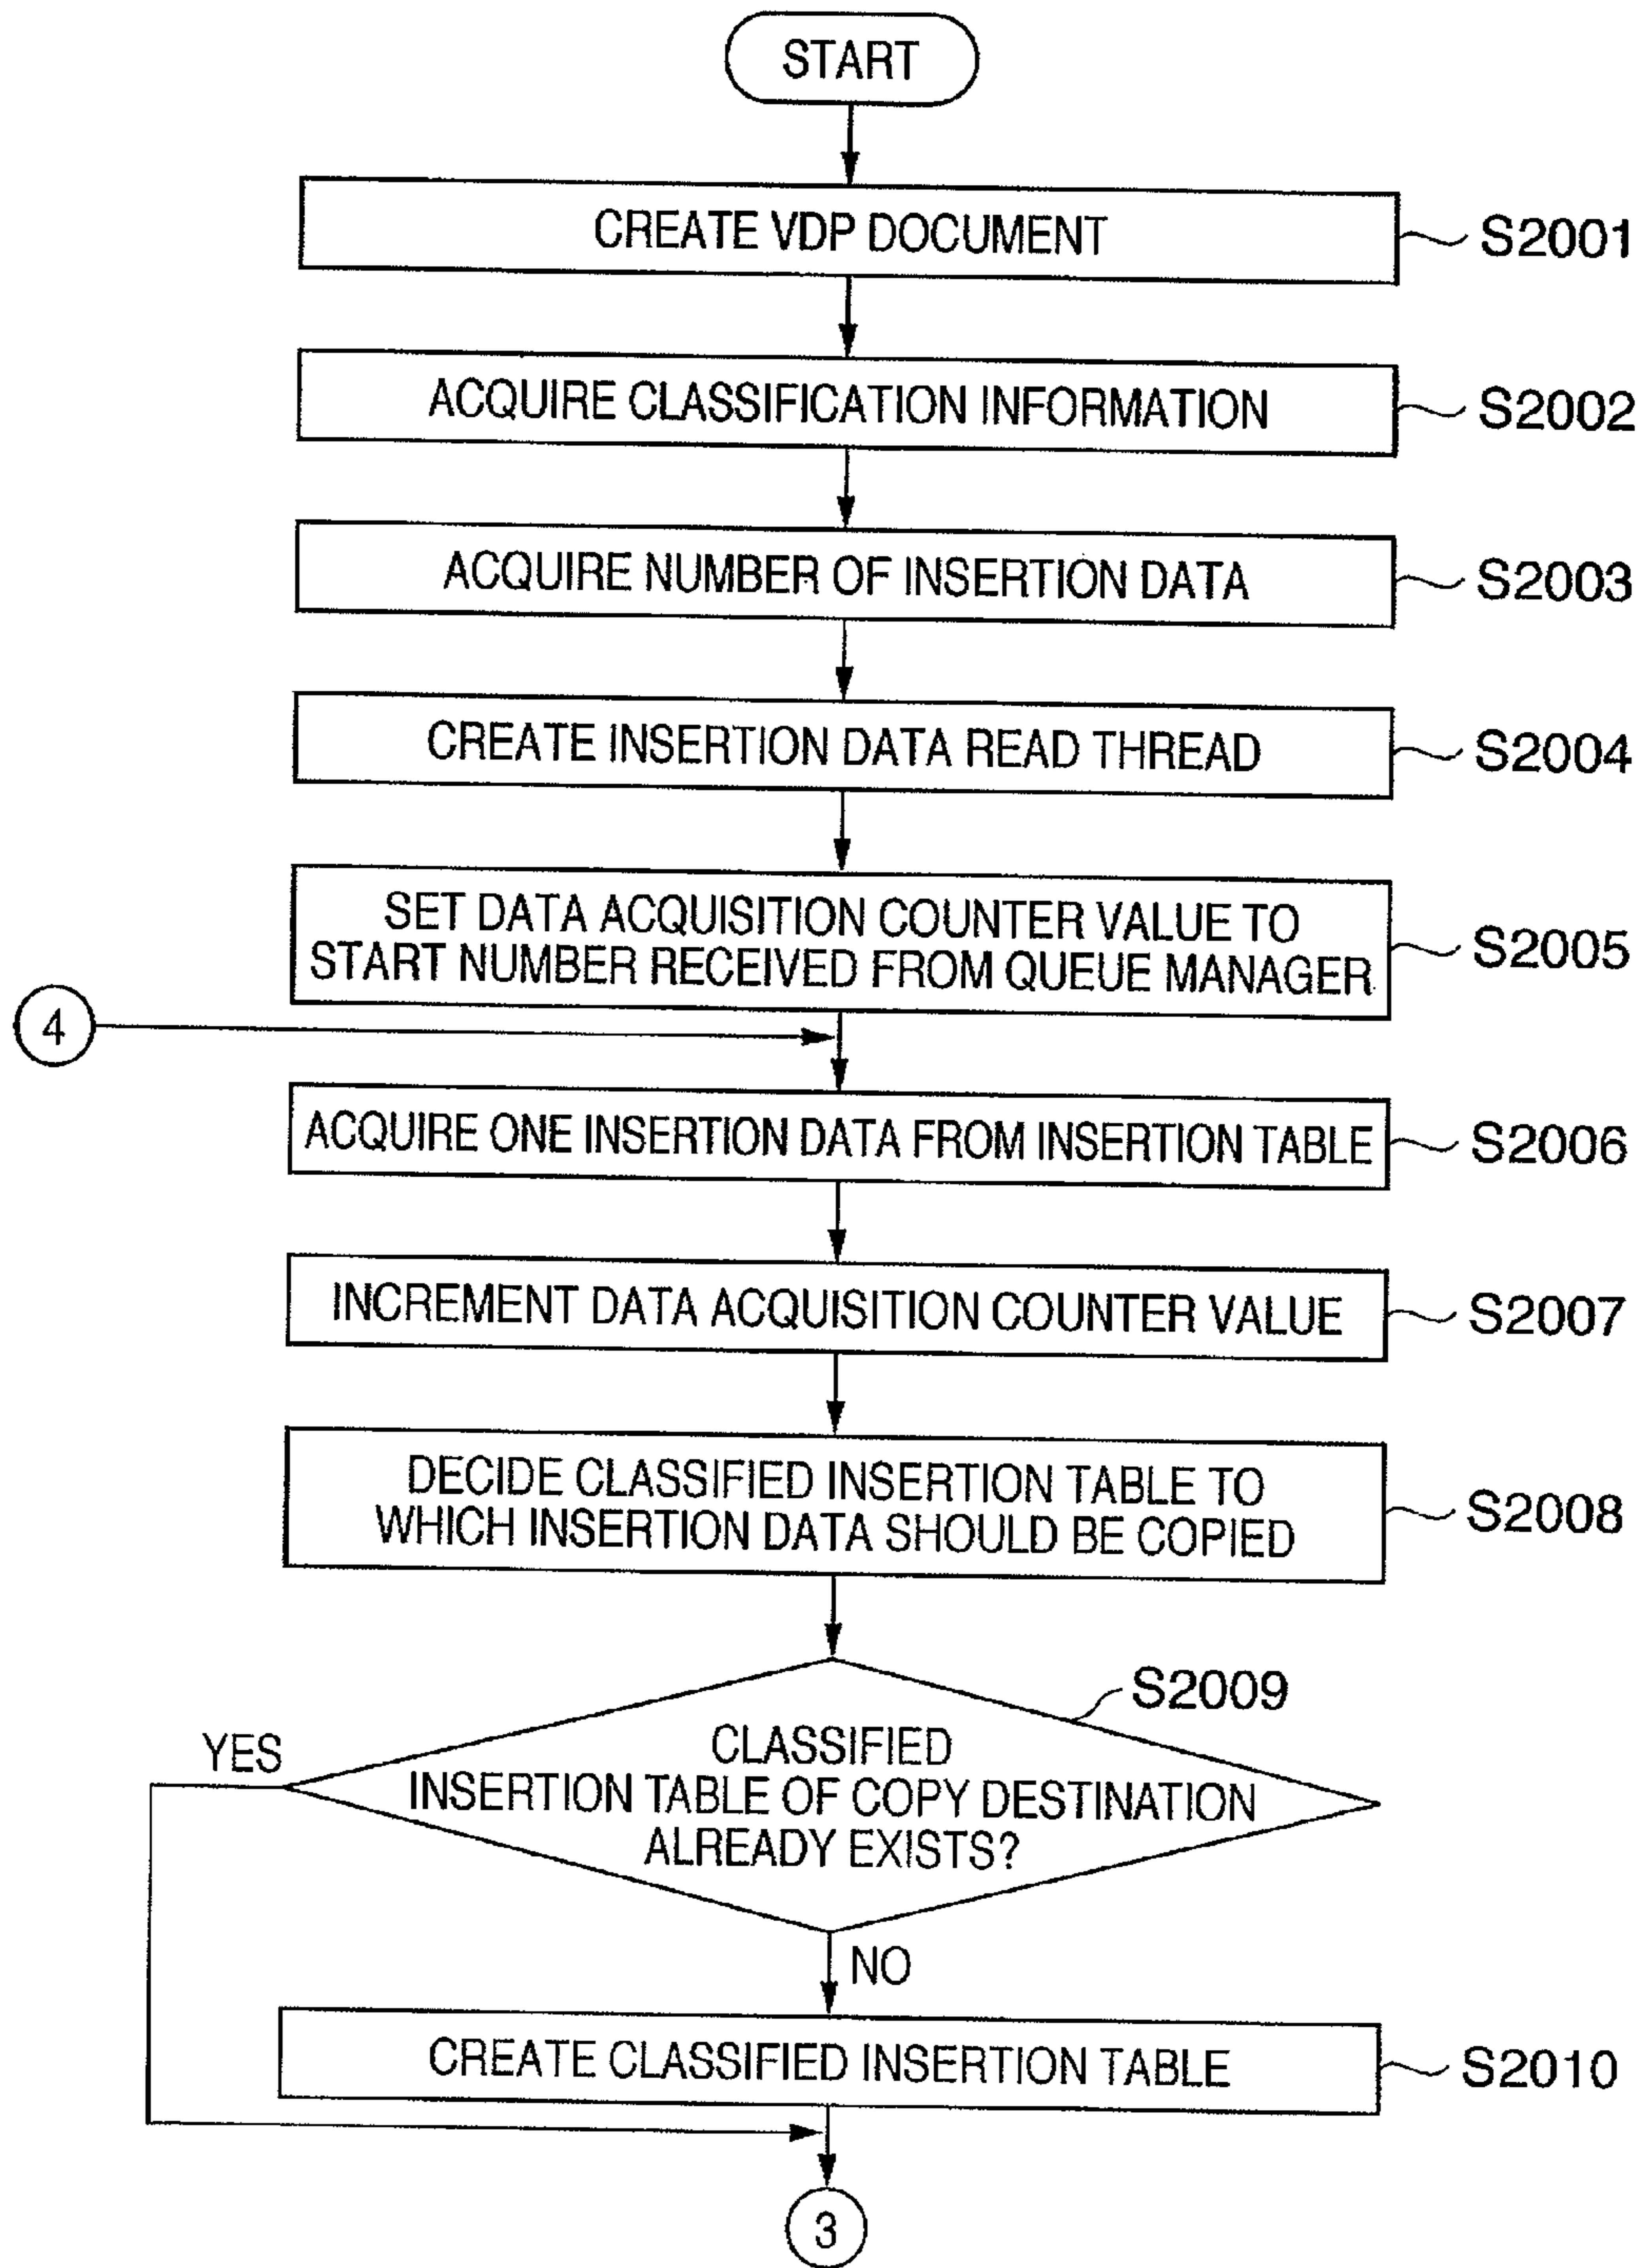 START
CREATE VDP DOCUMENT
S2001
ACQUIRE CLASSIFICATION INFORMATION
S2002
ACQUIRE NUMBER OF INSERTION DATA
S2003
CREATE INSERTION DATA READ THREAD
S2004
SET DATA ACQUISITION COUNTER VALUE TO
START NUMBER RECEIVED FROM QUEUE MANAGER
S2005
4
ACQUIRE ONE INSERTION DATA FROM INSERTION TABLE
S2006
INCREMENT DATA ACQUISITION COUNTER VALUE
S2007
DECIDE CLASSIFIED INSERTION TABLE TO
WHICH INSERTION DATA SHOULD BE COPIED
S2008
S2009
YES
CLASSIFIED
INSERTION TABLE OF COPY DESTINATION
ALREADY EXISTS?
NO
CREATE CLASSIFIED INSERTION TABLE
S2010
3